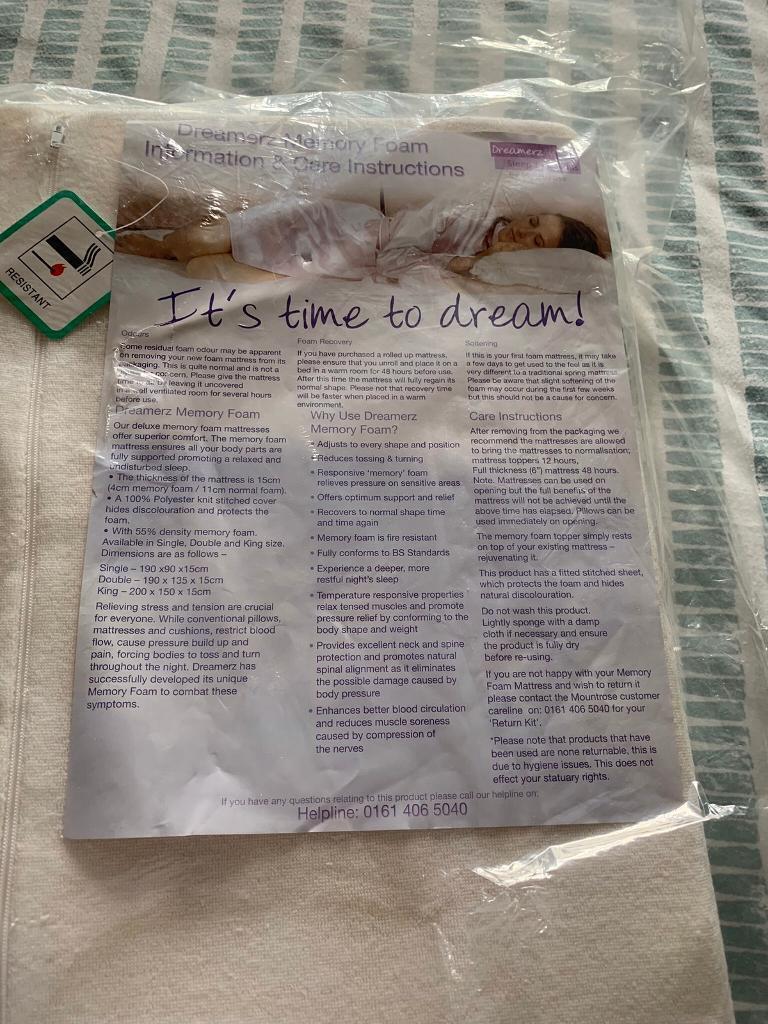 Dreamerz Memory Foam
Information & Care Instructions
Dreamerz
RESISTANT
It's time to dream!
Odours
Some residual foam odour may be apparent
on removing your new foam mattress from its
packaging. This is quite normal and is not a
Please give the mattress
time by leaving it uncovered
in a well ventilated room for several hours
before use.
Dreamerz Memory Foam
Our deluxe memory foam mattresses
offer superior comfort. The memory foam
mattress ensures all your body parts are
fully supported promoting a relaxed and
undisturbed sleep.
• The thickness of the mattress is 15cm
(4cm memory foam / 11cm normal foam).
• A 100% Polyester knit stitched cover
hides discolouration and protects the
foam.
• With 55% density memory foam.
Available in Single, Double and King size.
Dimensions are as follows –
Single – 190 x90 x15cm
Double – 190 x 135 x 15cm
King – 200 x 150 x 15cm
Relieving stress and tension are crucial
for everyone. While conventional pillows,
mattresses and cushions, restrict blood
flow, cause pressure build up and
pain, forcing bodies to toss and turn
throughout the night. Dreamerz has
successfully developed its unique
Memory Foam to combat these
symptoms.
Foam Recovery
If you have purchased a rolled up mattress,
please ensure that you unroll and place it on a
bed in a warm room for 48 hours before use.
After this time the mattress will fully regain its
normal shape. Please not that recovery time
will be faster when placed in a warm
environment.
Why Use Dreamerz
Memory Foam?
• Adjusts to every shape and position
• Reduces tossing & turning
• Responsive 'memory' foam
relieves pressure on sensitive areas
• Offers optimum support and relief
• Recovers to normal shape time
and time again
• Memory foam is fire resistant
• Fully conforms to BS Standards
• Experience a deeper, more
restful night's sleep
• Temperature responsive properties
relax tensed muscles and promote
pressure relief by conforming to the
body shape and weight
• Provides excellent neck and spine
protection and promotes natural
spinal alignment as it eliminates
the possible damage caused by
body pressure
• Enhances better blood circulation
and reduces muscle soreness
caused by compression of
the nerves
Softening
If this is your first foam mattress, it may take
a few days to get used to the feel as it is
very different to a traditional spring mattress.
Please be aware that slight softening of the
foam may occur during the first few weeks
but this should not be a cause for concern.
Care Instructions
After removing from the packaging we
recommend the mattresses are allowed
to bring the mattresses to normalisation;
mattress toppers 12 hours,
Full thickness (6") mattress 48 hours.
Note. Mattresses can be used on
opening but the full benefits of the
mattress will not be achieved until the
above time has elapsed. Pillows can be
used immediately on opening.
The memory foam topper simply rests
on top of your existing mattress –
rejuvenating it.
This product has a fitted stitched sheet,
which protects the foam and hides
natural discolouration.
Do not wash this product.
Lightly sponge with a damp
cloth if necessary and ensure
the product is fully dry
before re-using.
If you are not happy with your Memory
Foam Mattress and wish to return it
please contact the Mountrose customer
careline on: 0161 406 5040 for your
'Return Kit'.
*Please note that products that have
been used are none returnable, this is
due to hygiene issues. This does not
effect your statuary rights.
If you have any questions relating to this product please call our helpline on:
Helpline: 0161 406 5040